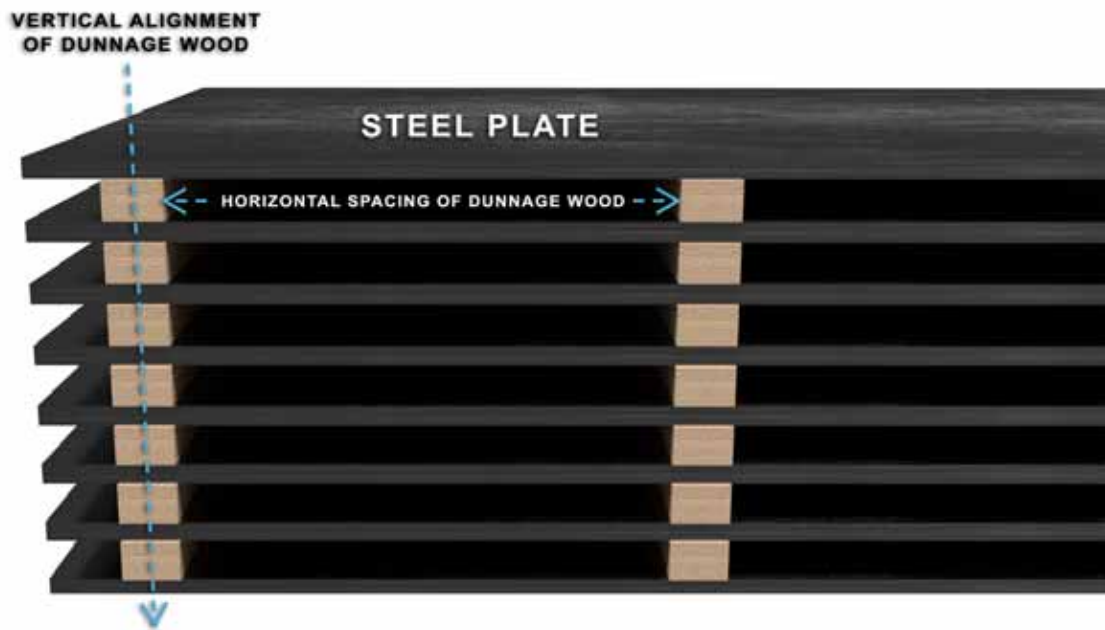 VERTICAL ALIGNMENT
OF DUNNAGE WOOD
STEEL PLATE
HORIZONTAL SPACING OF DUNNAGE WOOD